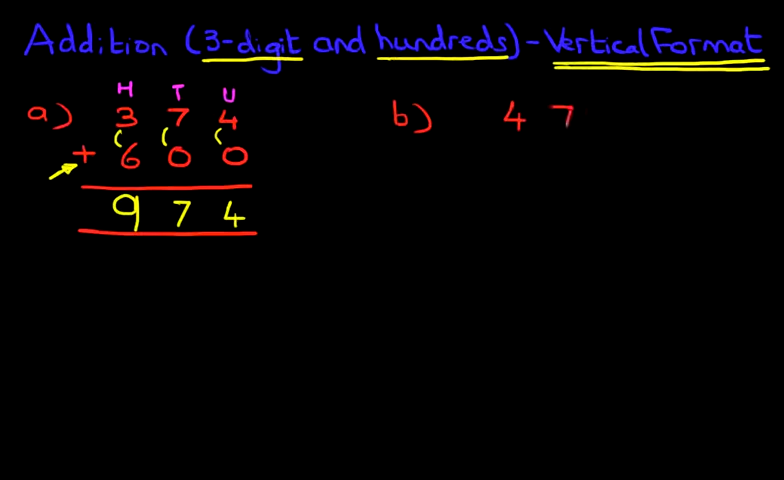 Addition (3-digit and hundreds) - Vertical Format
H T U
a) 3 7 4
+ 6 0 0
9 7 4
b) 4 7